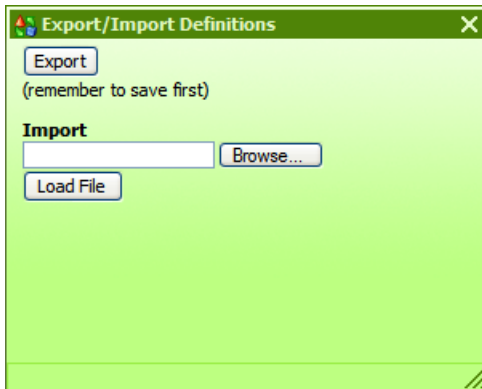 Export/Import Definitions
Export
(remember to save first)
Import
Browse...
Load File